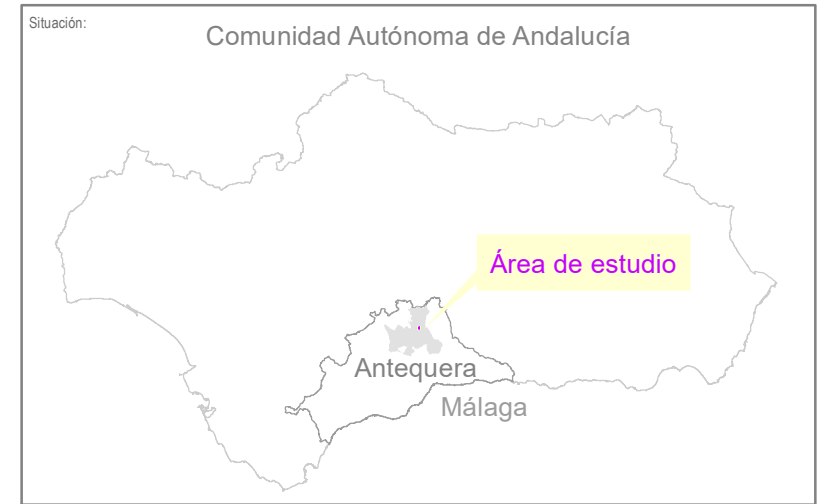 Situación:
Comunidad Autónoma de Andalucía
Área de estudio
Antequera
Málaga